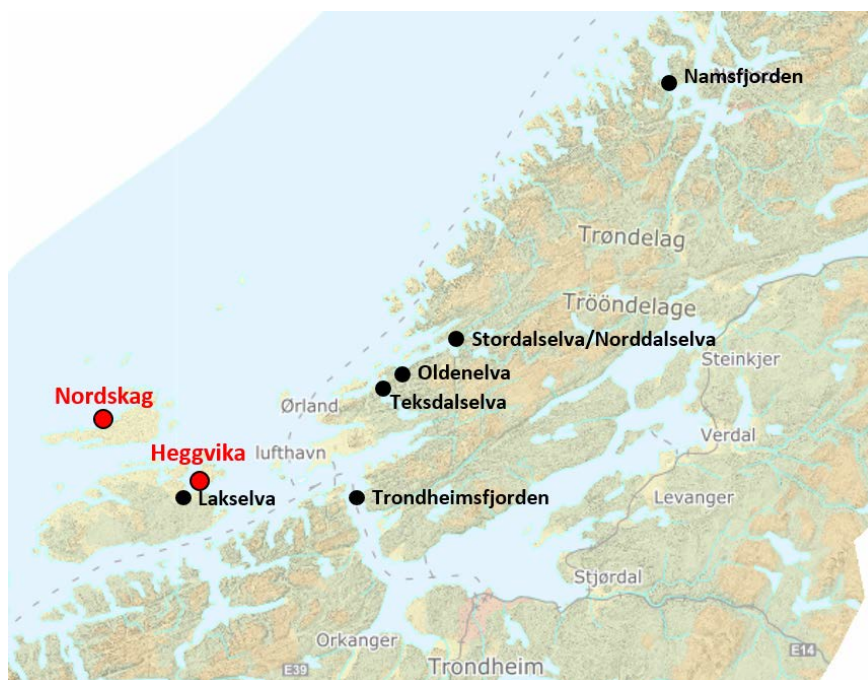 Namsfjorden
Trøndelag
Trööndelage
Stordalselva/Norddalselva
Steinkjer
Oldenelva
Nordskag
Ørland
Teksdalselva
Verdal
Heggvika
lufthavn
Lakselva
Trondheimsfjorden
Levanger
Stjørdal
Orkanger
E14
Trondheim
E39